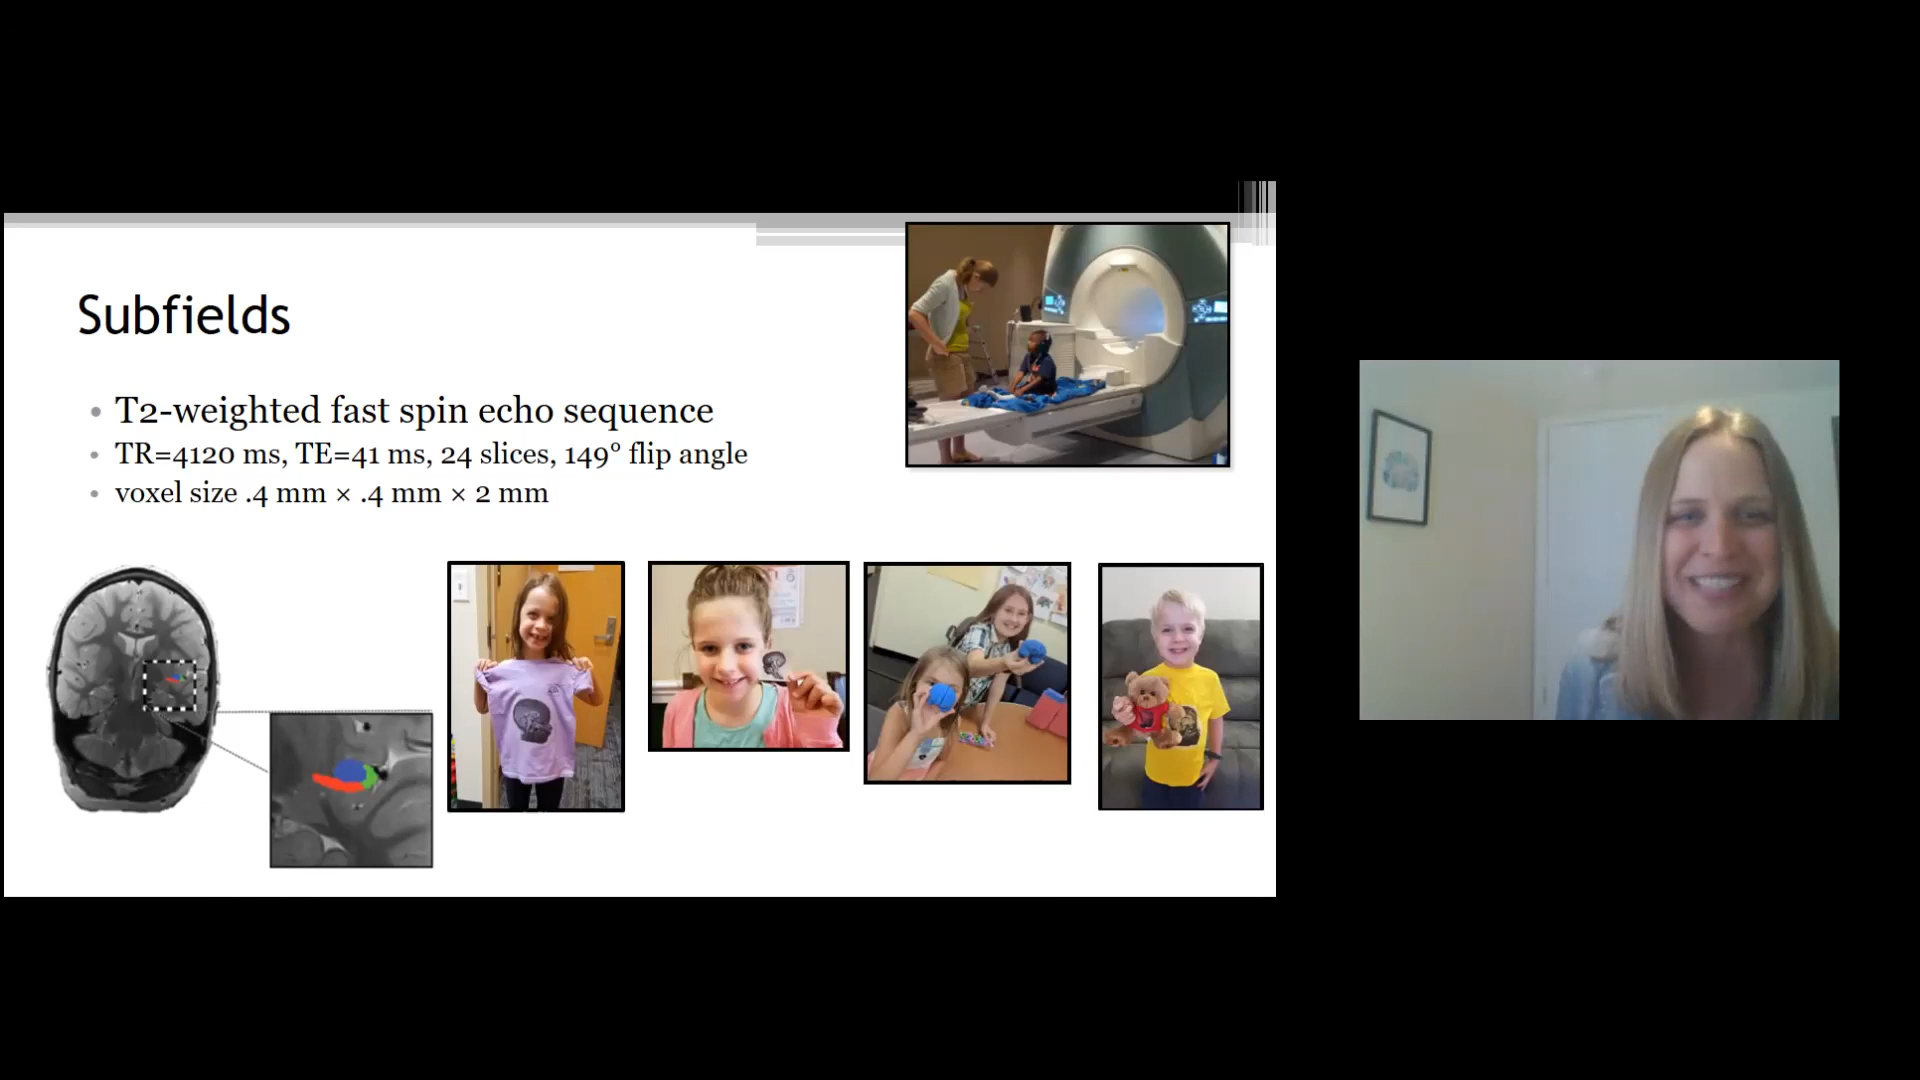 Subfields
T2-weighted fast spin echo sequence
TR=4120 ms, TE=41 ms, 24 slices, 149° flip angle
voxel size .4 mm × .4 mm × 2 mm